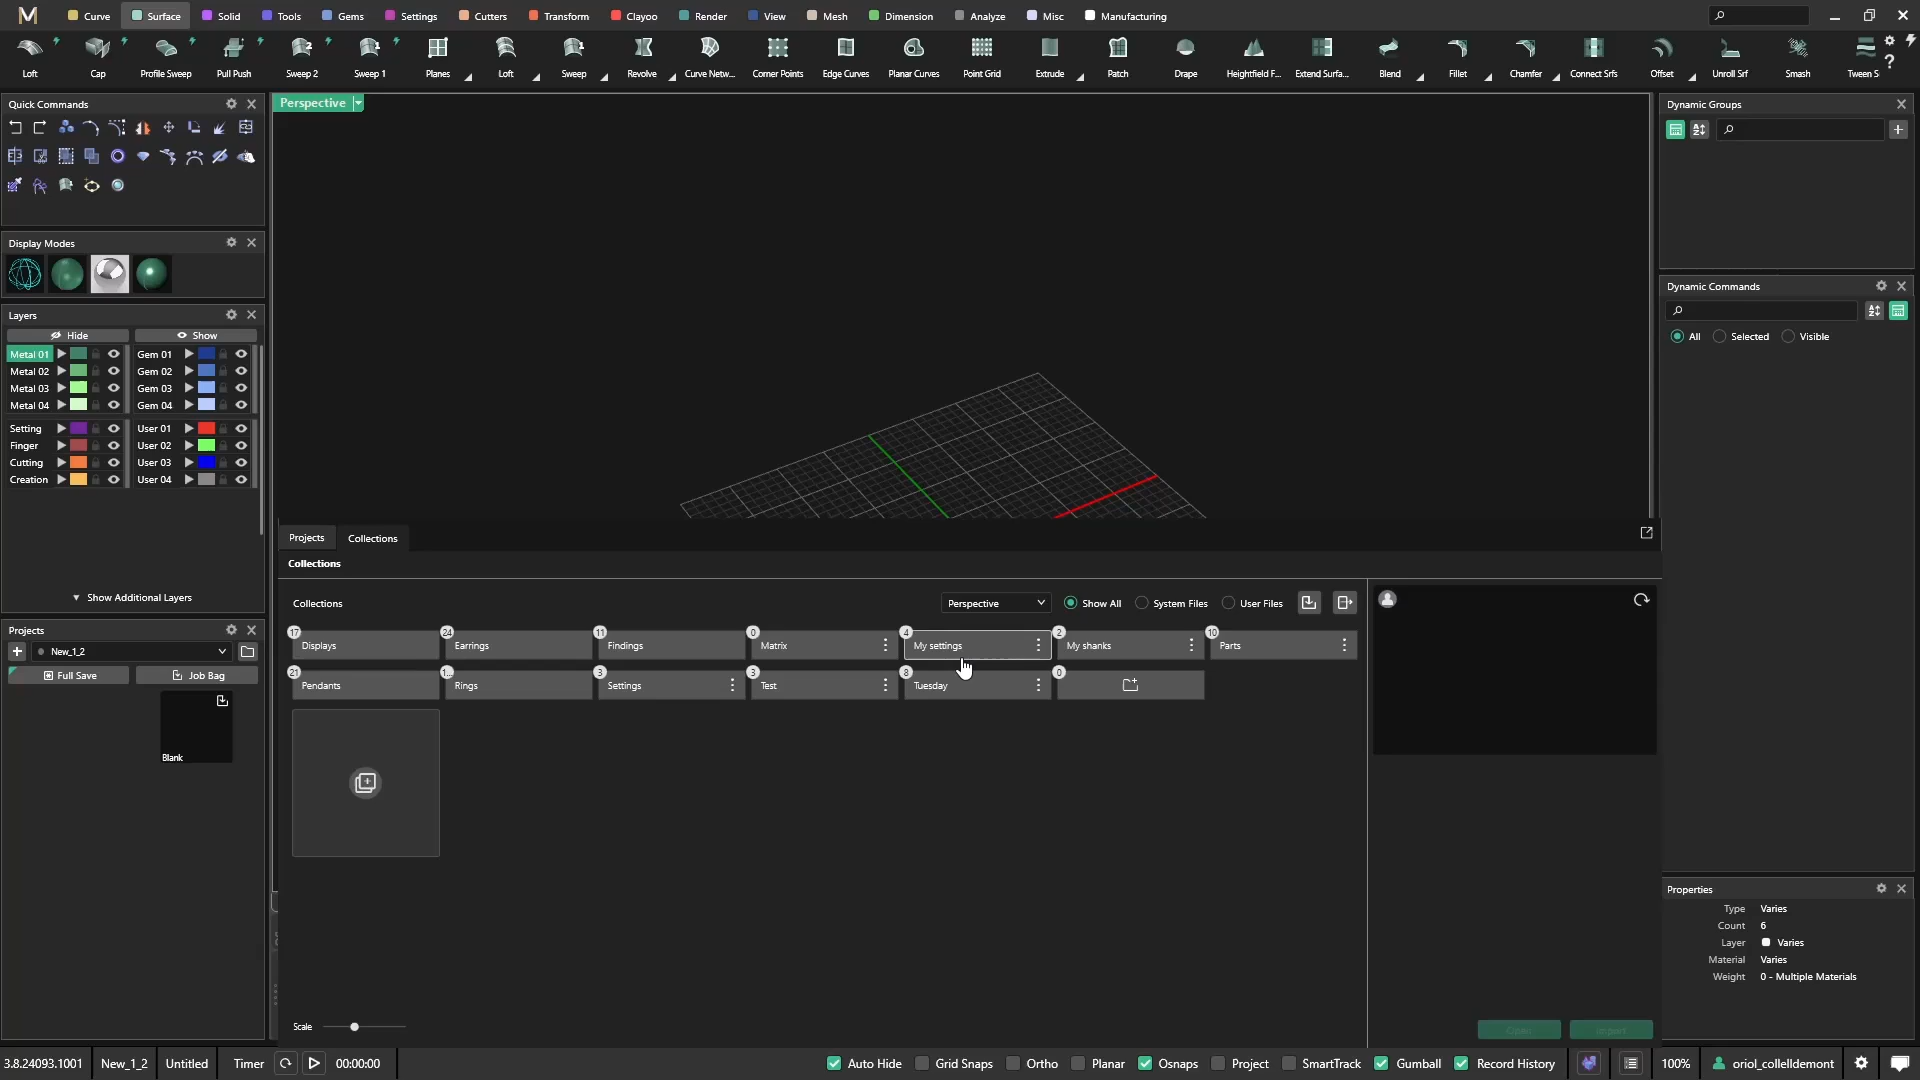 M Curve Surface Solid Tools Gems Settings Cutters Transform Clayoo Render View Mesh Dimension Analyze Misc Manufacturing
Loft Cap Profile Sweep Pull Push Sweep 2 Sweep 1 Planes Loft Sweep Revolve Curve Netw... Corner Points Edge Curves Planar Curves Point Grid Extrude Patch Drape Heightfield F... Extend Surfa... Blend Fillet Chamfer Connect Srfs Offset Unroll Srf Smash Tween S
Quick Commands
Perspective
Dynamic Groups
Display Modes
Layers
Hide Show
Metal 01 Gem 01
Metal 02 Gem 02
Metal 03 Gem 03
Metal 04 Gem 04
Setting User 01
Finger User 02
Cutting User 03
Creation User 04
Show Additional Layers
Dynamic Commands
All Selected Visible
Projects
New_1_2
Full Save Job Bag
Blank
Projects Collections
Collections
Collections Perspective Show All System Files User Files
17 24 11 0 4 2 10
Displays Earrings Findings Matrix My settings My shanks Parts
21 1... 3 3 8 0
Pendants Rings Settings Test Tuesday
Scale
Properties
Type Varies
Count 6
Layer Varies
Material Varies
Weight 0 - Multiple Materials
Open Import
3.8.24093.1001 New_1_2 Untitled Timer 00:00:00 Auto Hide Grid Snaps Ortho Planar Osnaps Project SmartTrack Gumball Record History 100% oriol_collelldemont